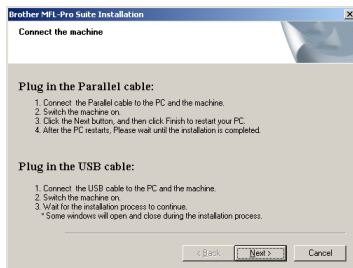 Brother MFL-Pro Suite Installation
Connect the machine
Plug in the Parallel cable:
1. Connect the Parallel cable to the PC and the machine.
2. Switch the machine on.
3. Click the Next button, and then click Finish to restart your PC.
4. After the PC restarts, Please wait until the installation is completed.
Plug in the USB cable:
1. Connect the USB cable to the PC and the machine.
2. Switch the machine on.
3. Wait for the installation process to continue.
* Some windows will open and close during the installation process.
< Back Next > Cancel